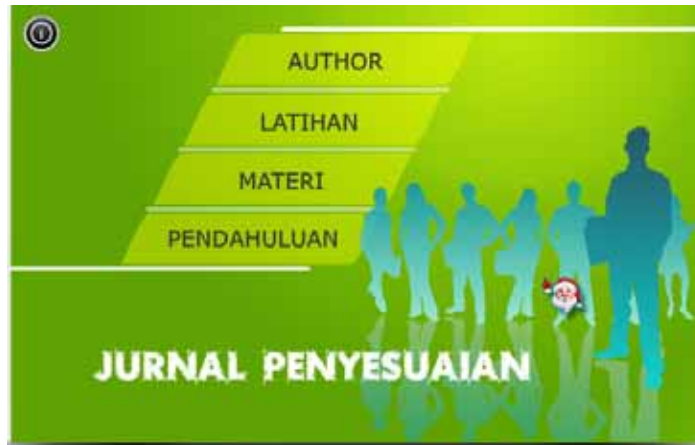 AUTHOR
LATIHAN
MATERI
PENDAHULUAN
JURNAL PENYESUAIAN